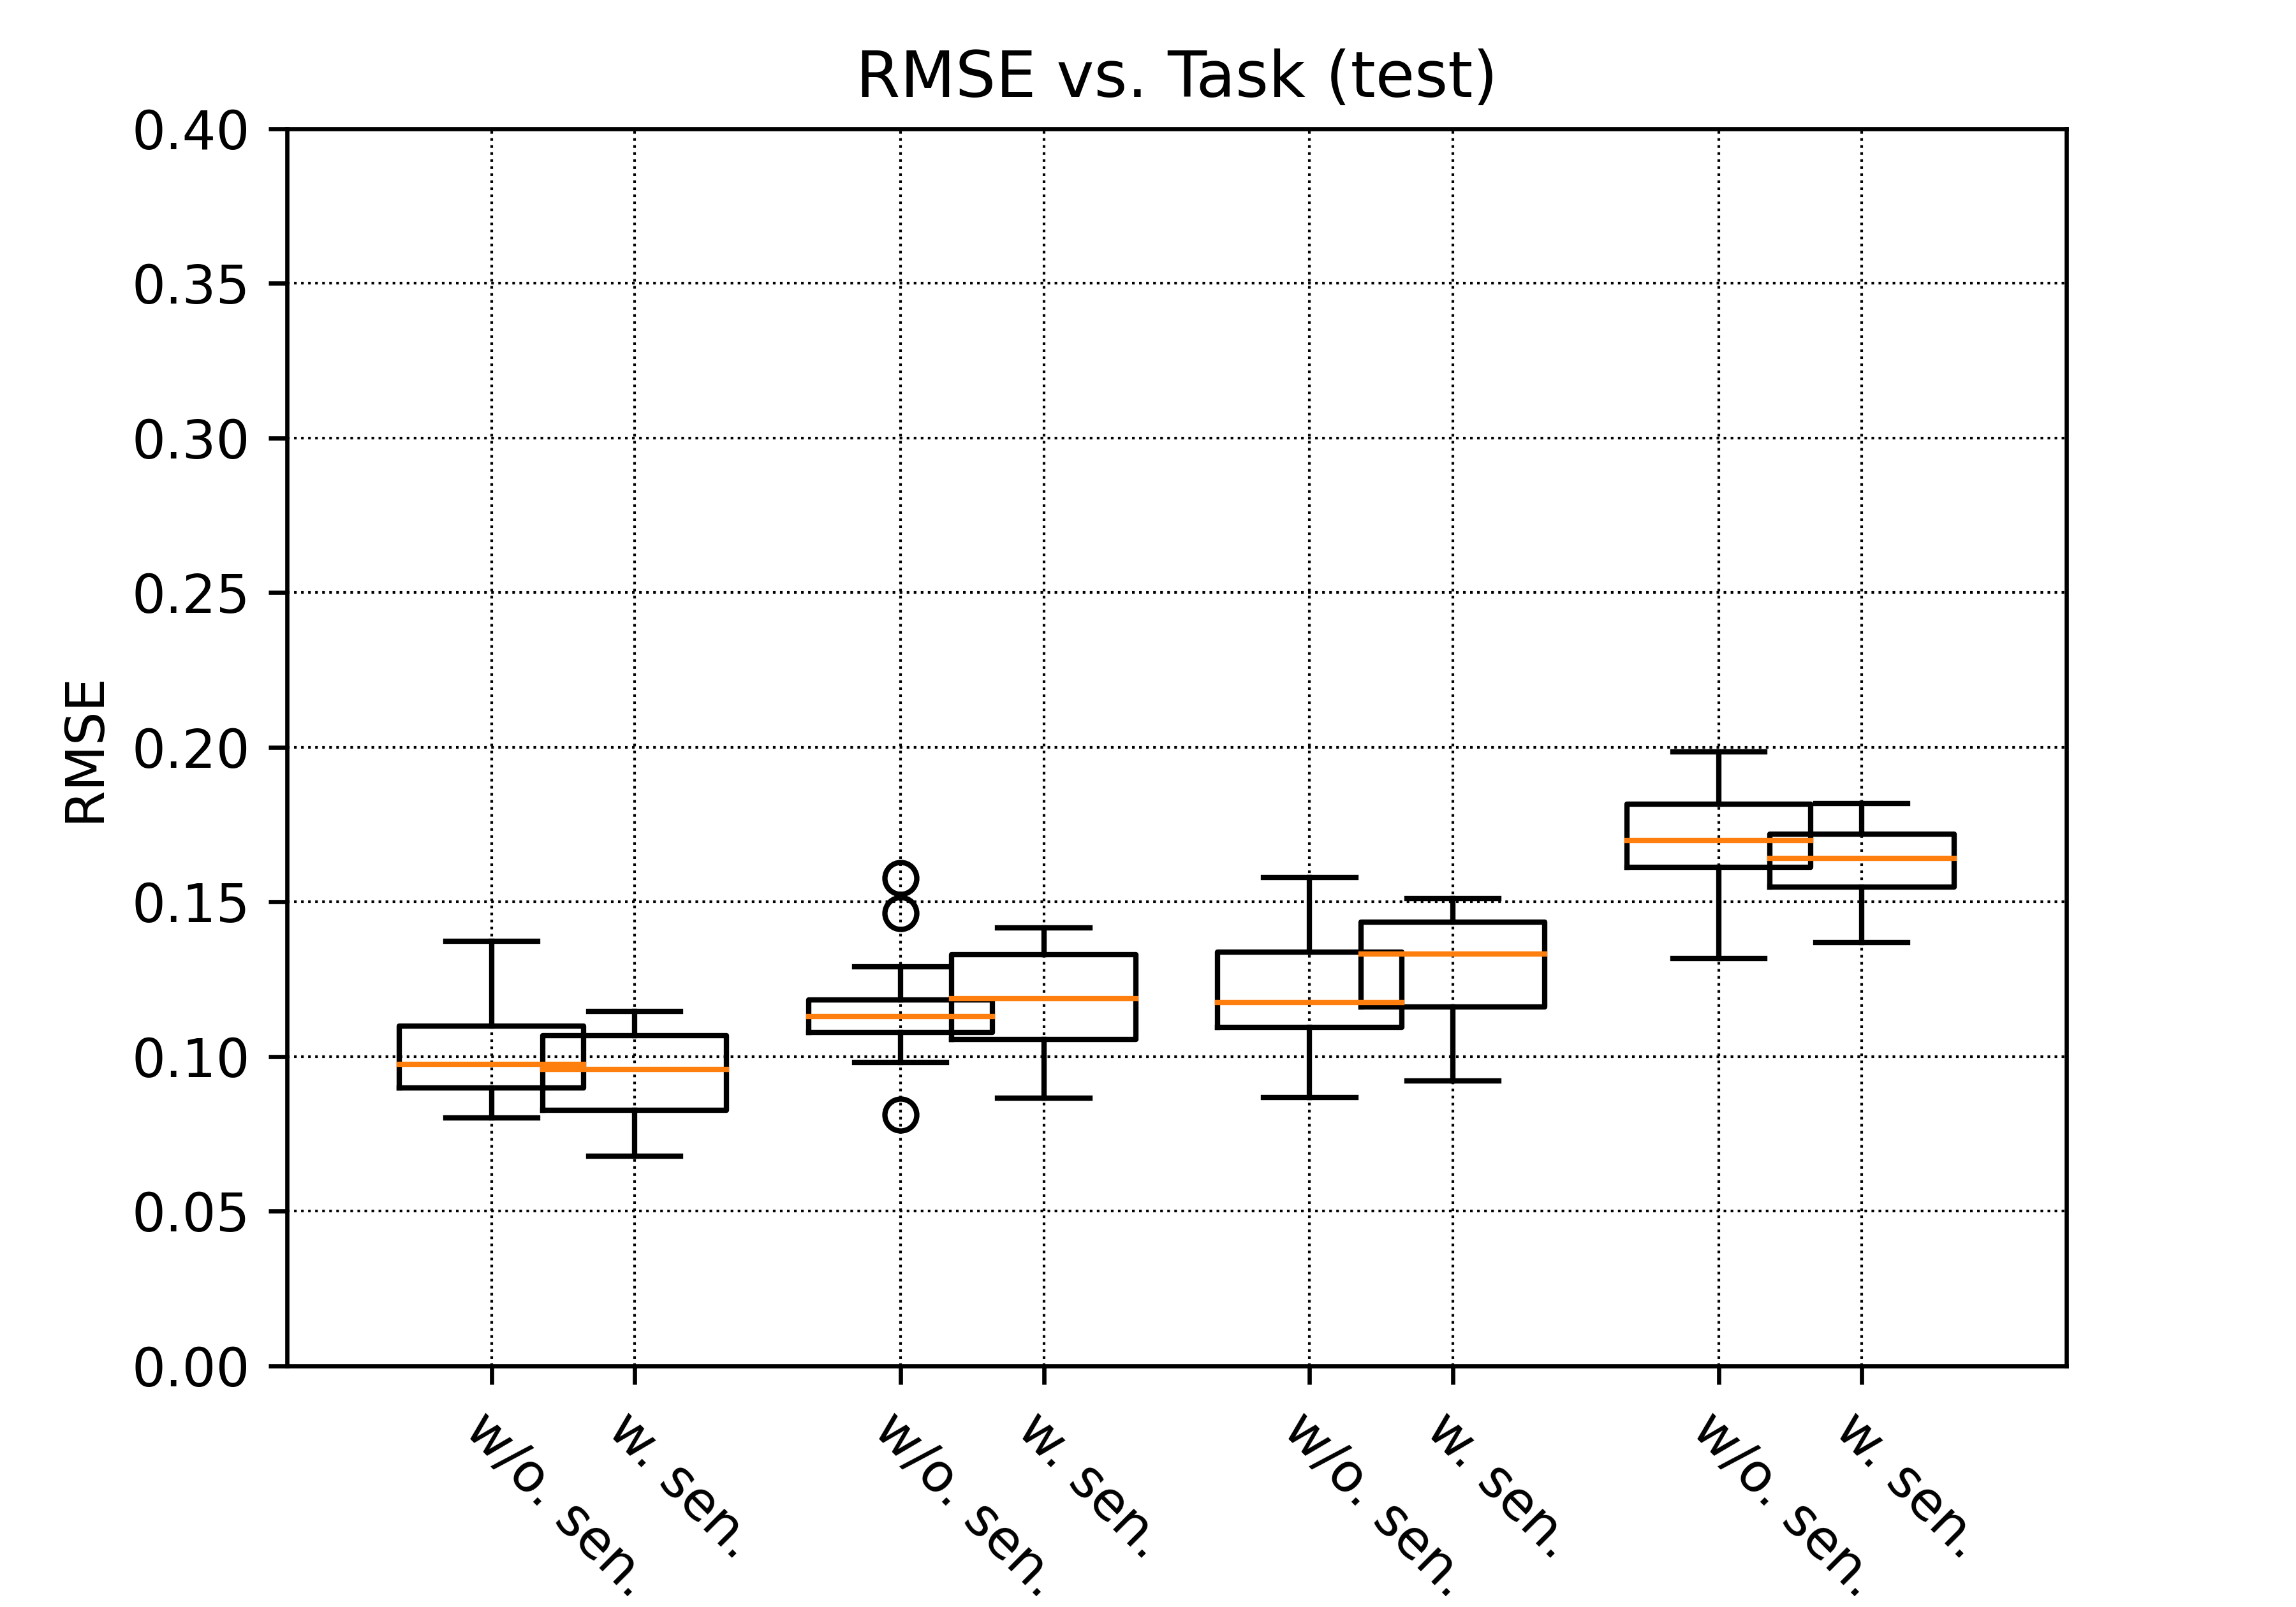 RMSE vs. Task (test)
0.40
0.35
0.30
0.25
0.20
0.15
0.10
0.05
0.00
RMSE
w/o. sen.
w. sen.
w/o. sen.
w. sen.
w/o. sen.
w. sen.
w/o. sen.
w. sen.